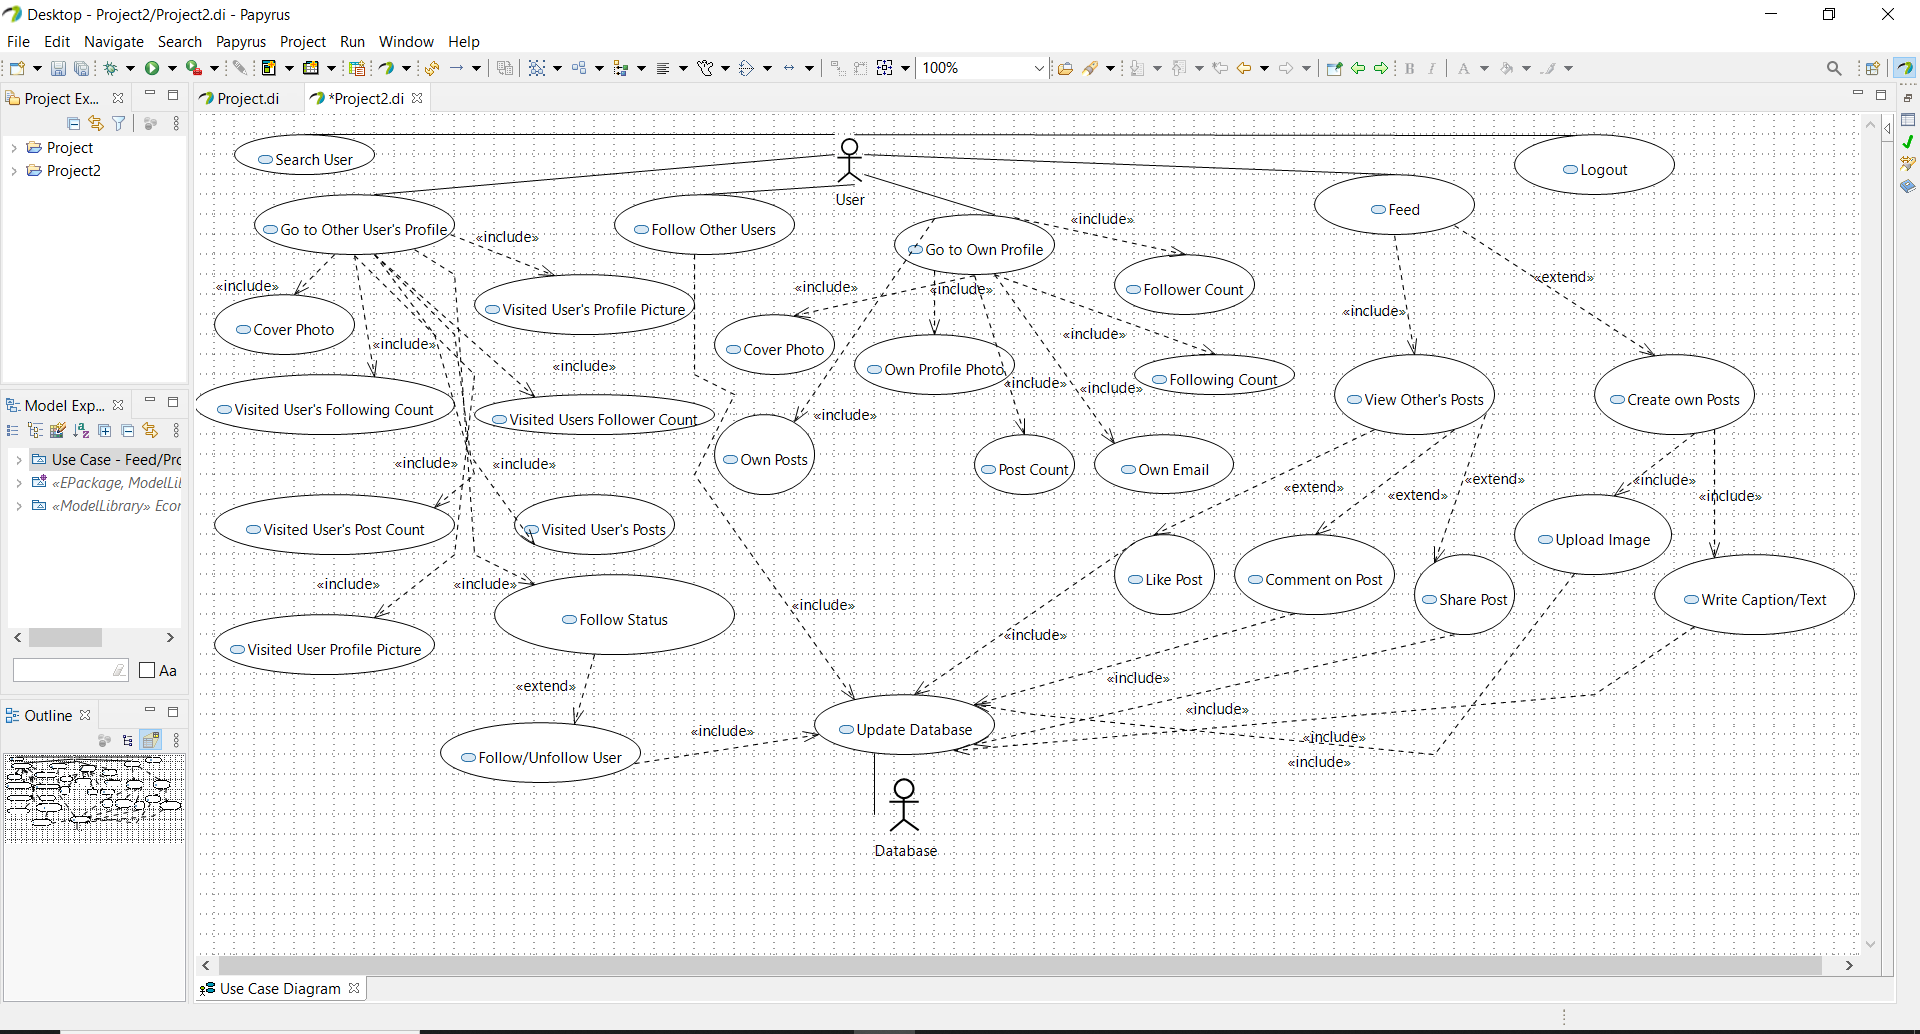 Desktop - Project2/Project2.di - Papyrus
File Edit Navigate Search Papyrus Project Run Window Help
100%
B I A
Project Ex...
Project.di
*Project2.di
Project
Project2
Model Exp...
Use Case - Feed/Pro
«EPackage, ModelLil
«ModelLibrary» Ecor
Aa
Outline
User
Search User
Logout
Go to Other User's Profile
Follow Other Users
Go to Own Profile
Feed
«include»
«include»
«include»
«include»
«include»
«include»
«extend»
Cover Photo
Visited User's Profile Picture
Follower Count
«include»
«include»
«include»
«include»
Cover Photo
Own Profile Photo
Following Count
«include»
«include»
«include»
Visited User's Following Count
Visited Users Follower Count
View Other's Posts
Create own Posts
Own Posts
Post Count
Own Email
«include»
«include»
«extend»
«extend»
«extend»
«include»
«include»
Visited User's Post Count
Visited User's Posts
Upload Image
«include»
«include»
Like Post
Comment on Post
Share Post
Write Caption/Text
Follow Status
«include»
«include»
Visited User Profile Picture
«extend»
«include»
«include»
Update Database
«include»
«include»
«include»
Follow/Unfollow User
Database
Use Case Diagram